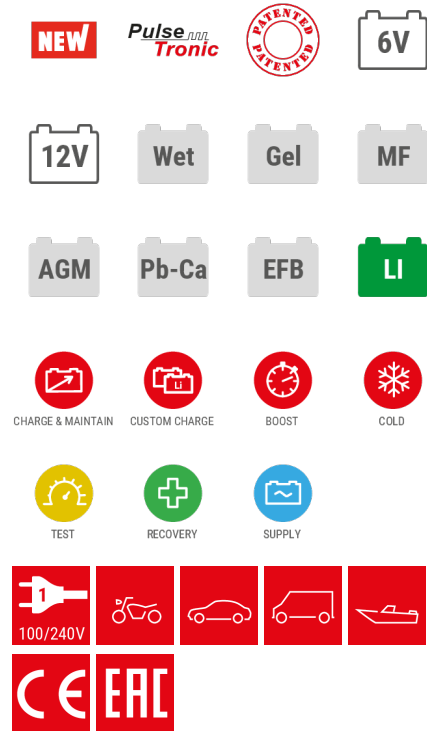 NEW
Pulse
Tronic
PATENTED
PATENTED
6V
12V
Wet
Gel
MF
AGM
Pb-Ca
EFB
LI
Li
CHARGE & MAINTAIN
CUSTOM CHARGE
BOOST
COLD
TEST
RECOVERY
SUPPLY
1
100/240V
CE
EAC